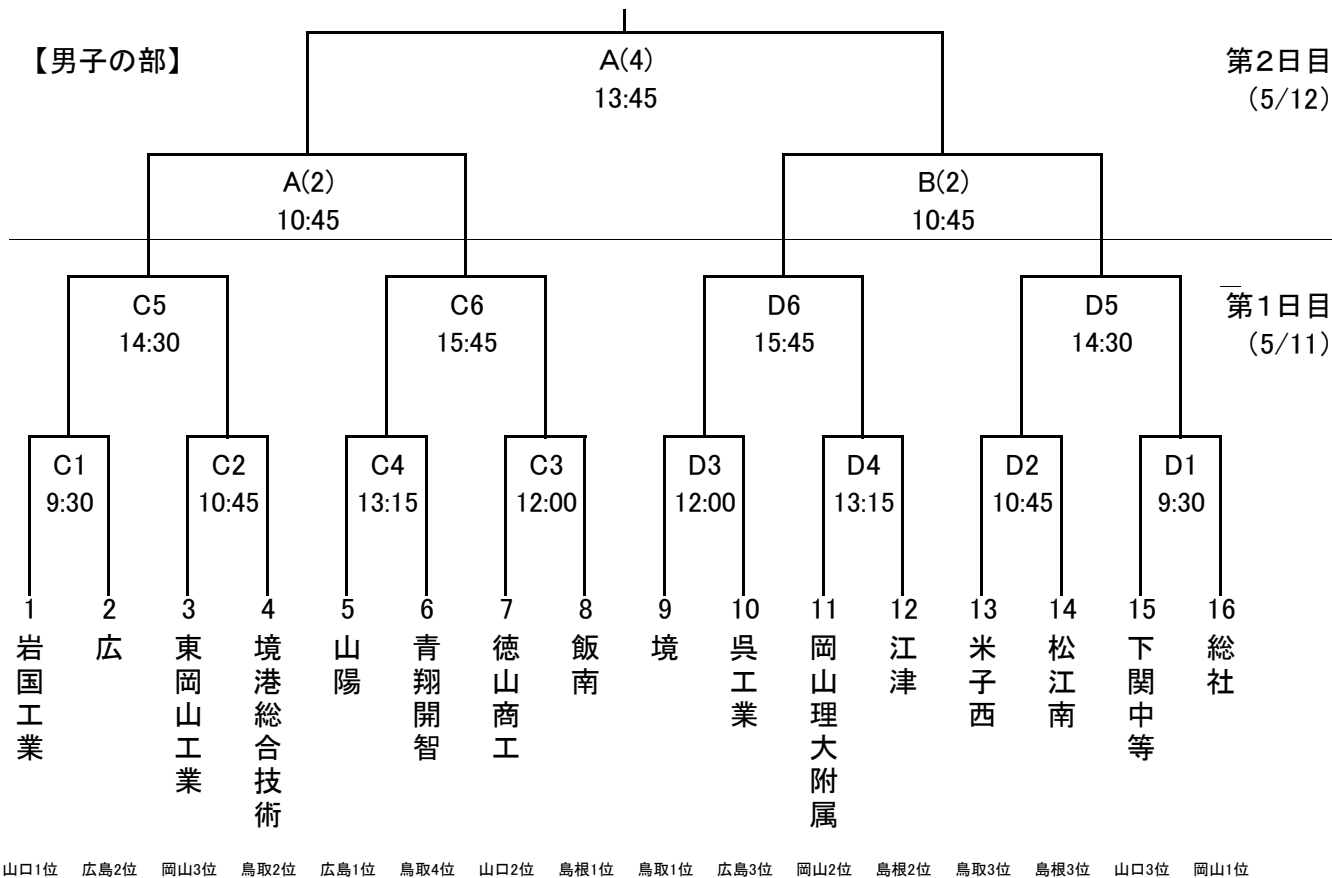 【男子の部】
A(4)
13:45
第2日目
(5/12)
A(2)
10:45
B(2)
10:45
C5
14:30
C6
15:45
D6
15:45
D5
14:30
第1日目
(5/11)
C1
9:30
C2
10:45
C4
13:15
C3
12:00
D3
12:00
D4
13:15
D2
10:45
D1
9:30
1
岩国工業
2
広
3
東岡山工業
4
境港総合技術
5
山陽
6
青翔開智
7
徳山商工
8
飯南
9
境
10
呉工業
11
岡山理大附属
12
江津
13
米子西
14
松江南
15
下関中等
16
総社
山口1位 広島2位 岡山3位 鳥取2位 広島1位 鳥取4位 山口2位 島根1位 鳥取1位 広島3位 岡山2位 島根2位 鳥取3位 島根3位 山口3位 岡山1位